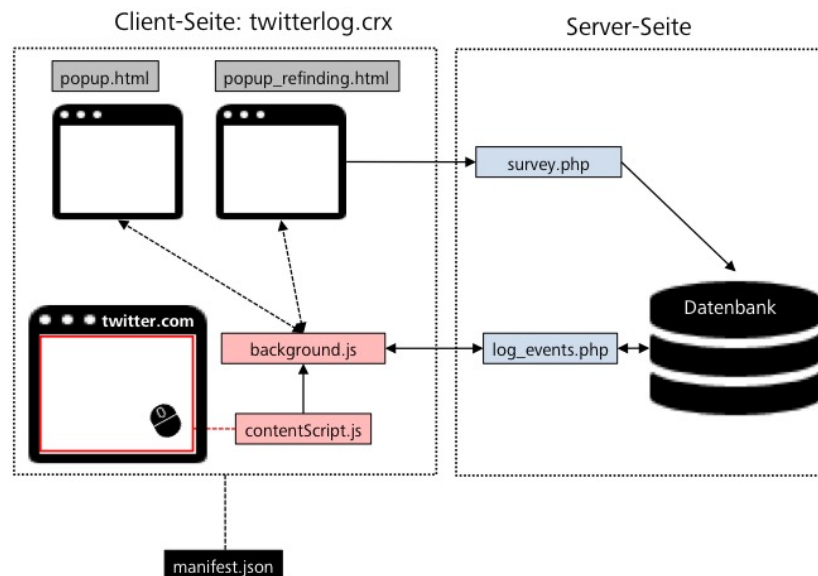 Client-Seite: twitterlog.crx
Server-Seite
popup.html
popup_refinding.html
survey.php
Datenbank
twitter.com
background.js
log_events.php
0
contentScript.js
manifest.json